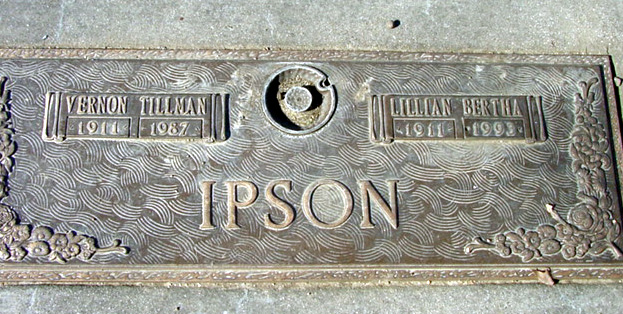 VERNON TILLMAN
1911 1987
LILLIAN BERTHA
1911 1993
IPSON